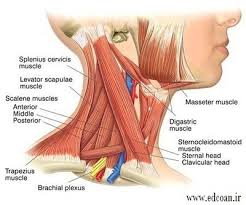 Splenius cervicis
muscle
Levator scapulae
muscle
Scalene muscles
Anterior
Middle
Posterior
Trapezius
muscle
Brachial plexus
Masseter muscle
Digastric
muscle
Sternocleidomastoid
muscle
Sternal head
Clavicular head
www.edcoan.ir